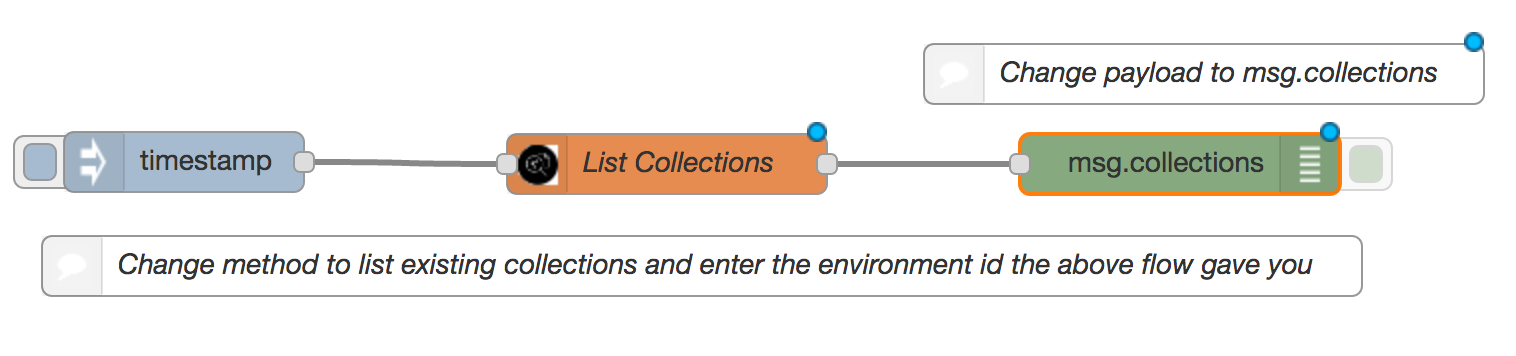 Change payload to msg.collections
timestamp
List Collections
msg.collections
Change method to list existing collections and enter the environment id the above flow gave you